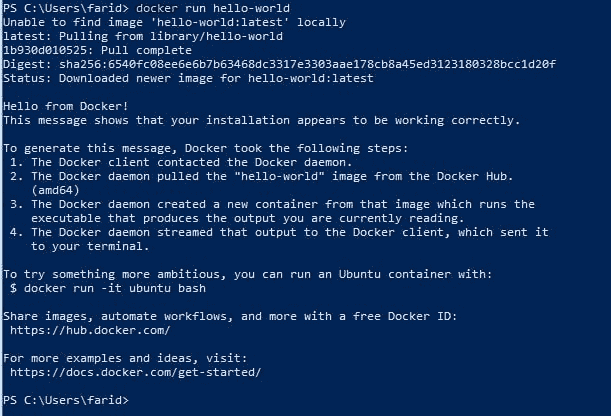 PS C:\Users\farid> docker run hello-world
Unable to find image 'hello-world:latest' locally
latest: Pulling from library/hello-world
1b930d010525: Pull complete
Digest: sha256:6540fc08ee6e6b7b63468dc3317e3303aae178cb8a45ed3123180328bcc1d20f
Status: Downloaded newer image for hello-world:latest

Hello from Docker!
This message shows that your installation appears to be working correctly.

To generate this message, Docker took the following steps:
 1. The Docker client contacted the Docker daemon.
 2. The Docker daemon pulled the "hello-world" image from the Docker Hub.
    (amd64)
 3. The Docker daemon created a new container from that image which runs the
    executable that produces the output you are currently reading.
 4. The Docker daemon streamed that output to the Docker client, which sent it
    to your terminal.

To try something more ambitious, you can run an Ubuntu container with:
 $ docker run -it ubuntu bash

Share images, automate workflows, and more with a free Docker ID:
 https://hub.docker.com/

For more examples and ideas, visit:
 https://docs.docker.com/get-started/

PS C:\Users\farid>